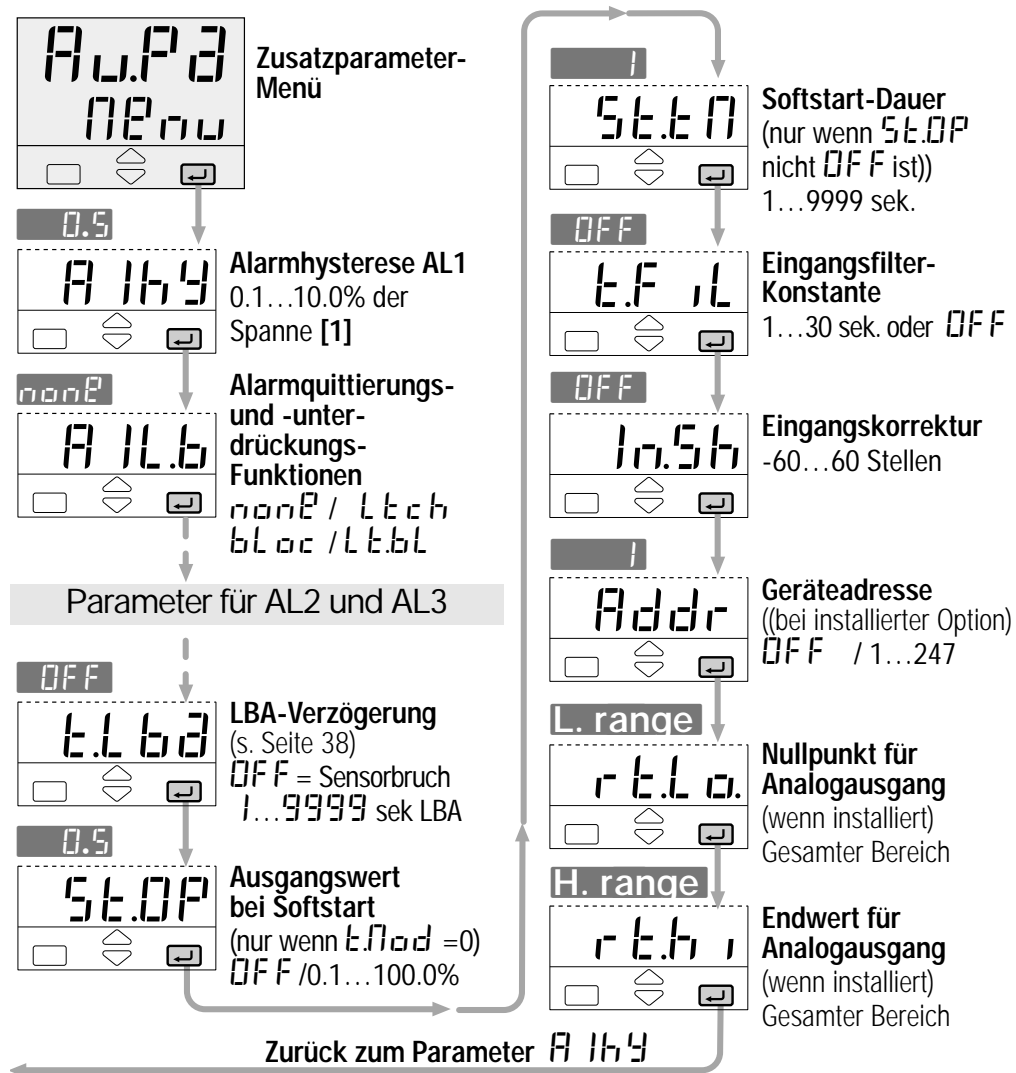 Au.Pa
Menu
Zusatzparameter-
Menü
0.5
A1hy
Alarmhysterese AL1
0.1…10.0% der
Spanne [1]
none
A1L.b
Alarmquittierungs-
und -unter-
drückungs-
Funktionen
none / Ltch
bLoc / Lt.bL
Parameter für AL2 und AL3
OFF
t.Lba
LBA-Verzögerung
(s. Seite 38)
OFF = Sensorbruch
1…9999 sek LBA
0.5
St.OP
Ausgangswert
bei Softstart
(nur wenn t.Mod =0)
OFF /0.1…100.0%
1
St.tM
Softstart-Dauer
(nur wenn St.OP
nicht OFF ist))
1…9999 sek.
OFF
t.Fil
Eingangsfilter-
Konstante
1…30 sek. oder OFF
OFF
In.Sh
Eingangskorrektur
-60…60 Stellen
1
Addr
Geräteadresse
((bei installierter Option)
OFF / 1…247
L. range
rt.Lo.
Nullpunkt für
Analogausgang
(wenn installiert)
Gesamter Bereich
H. range
rt.hi
Endwert für
Analogausgang
(wenn installiert)
Gesamter Bereich
Zurück zum Parameter A1hy